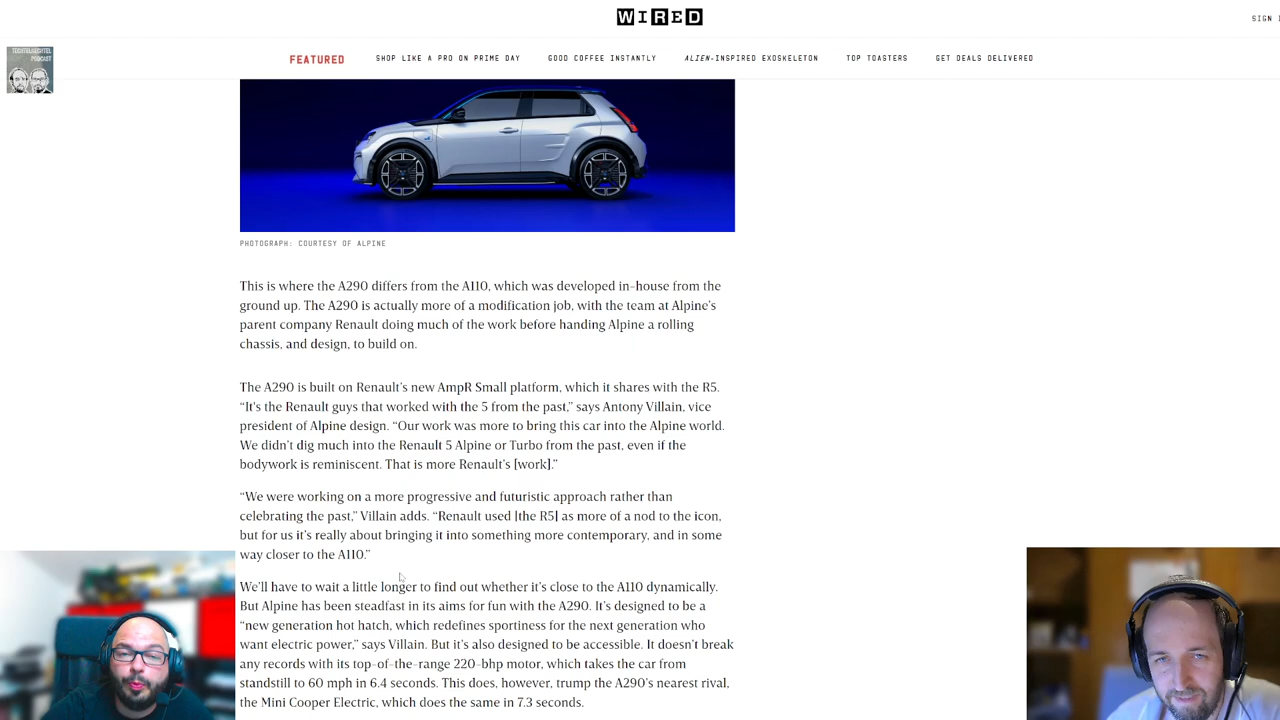 WIRED
SIGN
TECHTELMECHTEL
PODCAST
FEATURED SHOP LIKE A PRO ON PRIME DAY GOOD COFFEE INSTANTLY ALIEN-INSPIRED EXOSKELETON TOP TOASTERS GET DEALS DELIVERED
PHOTOGRAPH: COURTESY OF ALPINE
This is where the A290 differs from the A110, which was developed in-house from the
ground up. The A290 is actually more of a modification job, with the team at Alpine's
parent company Renault doing much of the work before handing Alpine a rolling
chassis, and design, to build on.
The A290 is built on Renault's new AmpR Small platform, which it shares with the R5.
“It's the Renault guys that worked with the 5 from the past,” says Antony Villain, vice
president of Alpine design. “Our work was more to bring this car into the Alpine world.
We didn't dig much into the Renault 5 Alpine or Turbo from the past, even if the
bodywork is reminiscent. That is more Renault's [work].”
“We were working on a more progressive and futuristic approach rather than
celebrating the past,” Villain adds. “Renault used [the R5] as more of a nod to the icon,
but for us it's really about bringing it into something more contemporary, and in some
way closer to the A110.”
We'll have to wait a little longer to find out whether it's close to the A110 dynamically.
But Alpine has been steadfast in its aims for fun with the A290. It's designed to be a
“new generation hot hatch, which redefines sportiness for the next generation who
want electric power,” says Villain. But it's also designed to be accessible. It doesn't break
any records with its top-of-the-range 220-bhp motor, which takes the car from
standstill to 60 mph in 6.4 seconds. This does, however, trump the A290's nearest rival,
the Mini Cooper Electric, which does the same in 7.3 seconds.